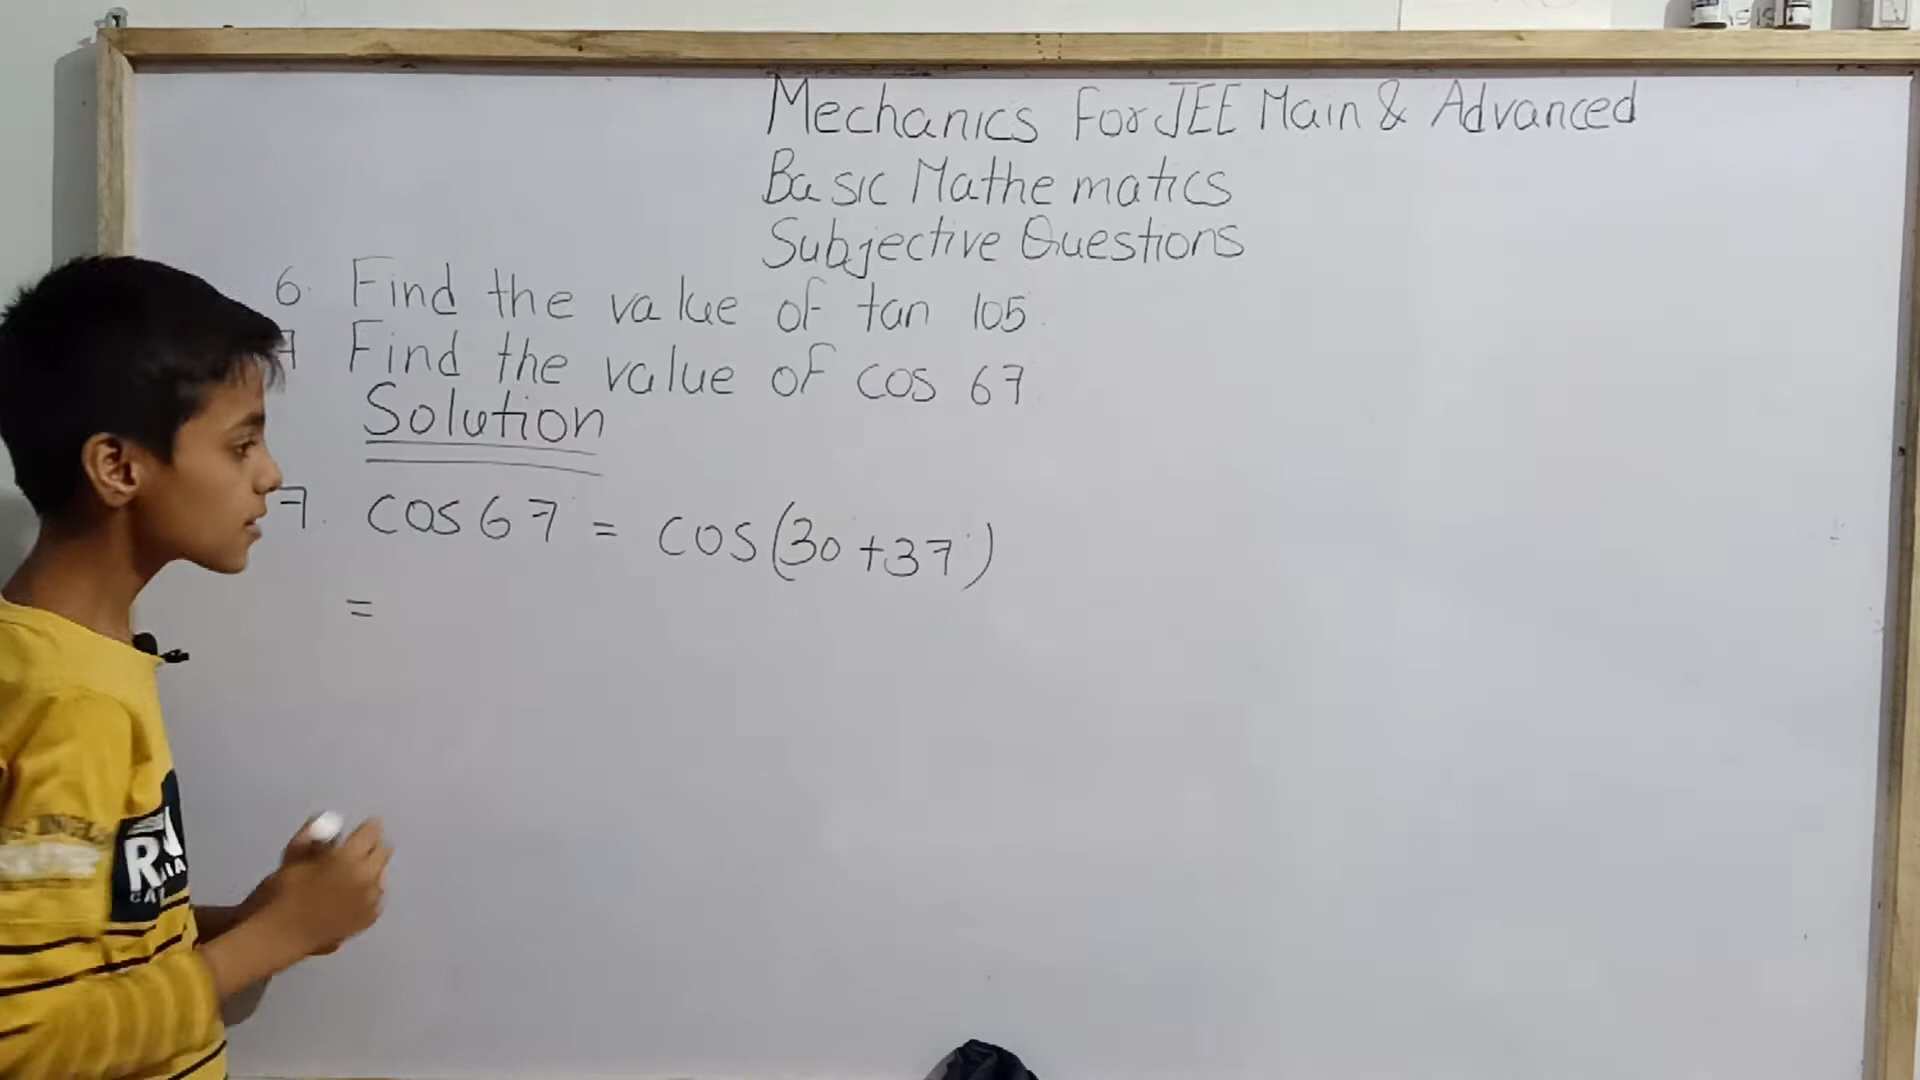 Mechanics For JEE Main & Advanced
Basic Mathematics
Subjective Questions
6. Find the value of tan 105
7 Find the value of cos 67
Solution
7. cos 67 = cos(30+37)
=